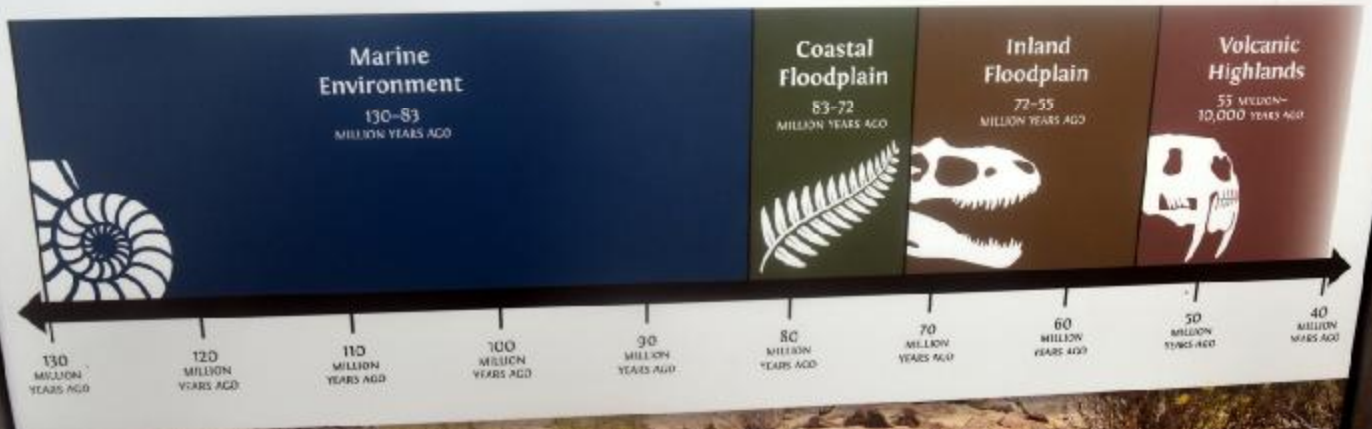 Marine
Environment
130–83
MILLION YEARS AGO
Coastal
Floodplain
83–72
MILLION YEARS AGO
Inland
Floodplain
72–55
MILLION YEARS AGO
Volcanic
Highlands
55 MILLION–
10,000 YEARS AGO
130
MILLION
YEARS AGO
120
MILLION
YEARS AGO
110
MILLION
YEARS AGO
100
MILLION
YEARS AGO
90
MILLION
YEARS AGO
80
MILLION
YEARS AGO
70
MILLION
YEARS AGO
60
MILLION
YEARS AGO
50
MILLION
YEARS AGO
40
MILLION
YEARS AGO